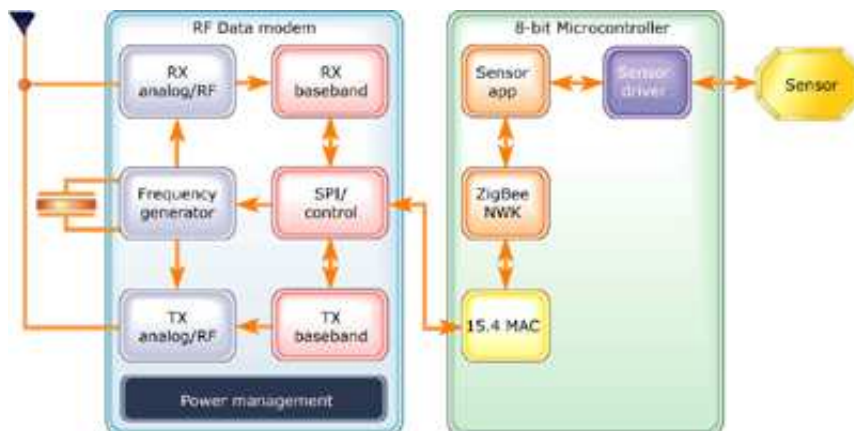 RF Data modem
8-bit Microcontroller
RX
analog/RF
RX
baseband
Sensor
app
Sensor
driver
Sensor
Frequency
generator
SPI/
control
ZigBee
NWK
TX
analog/RF
TX
baseband
15.4 MAC
Power management